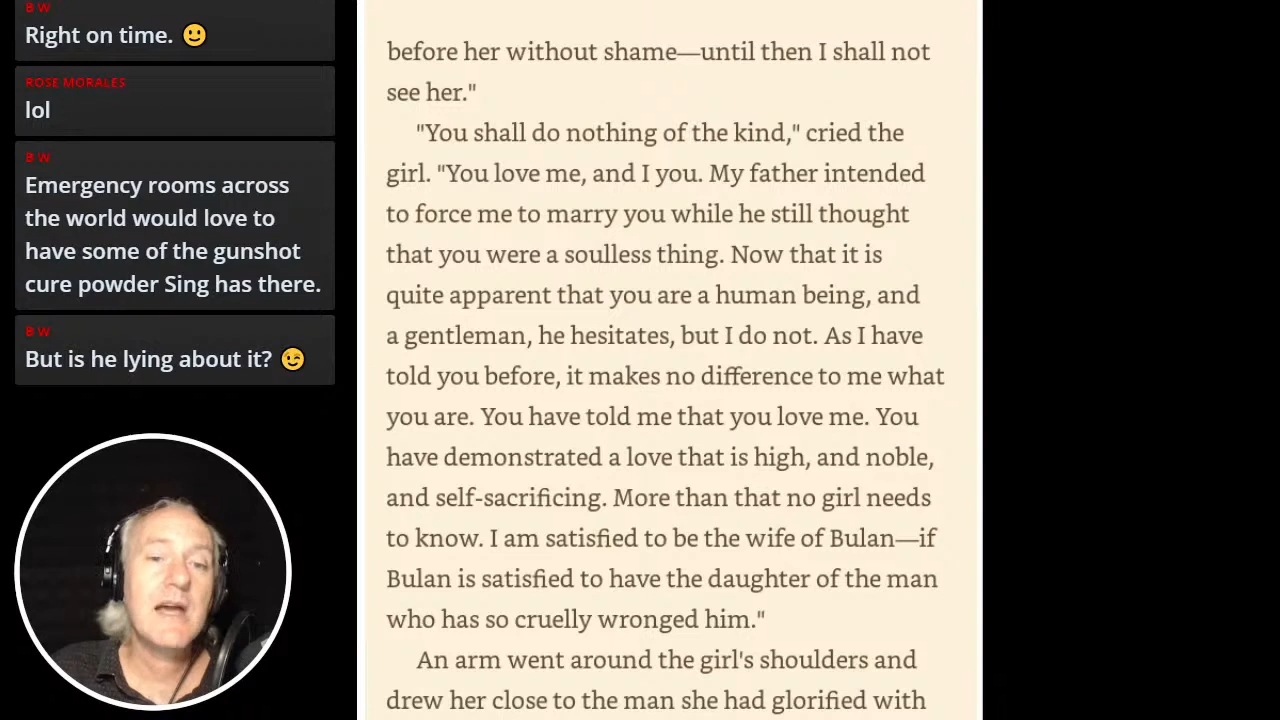 B W
Right on time. 🙂
ROSE MORALES
lol
B W
Emergency rooms across
the world would love to
have some of the gunshot
cure powder Sing has there.
B W
But is he lying about it? 😉
before her without shame—until then I shall not
see her."
"You shall do nothing of the kind," cried the
girl. "You love me, and I you. My father intended
to force me to marry you while he still thought
that you were a soulless thing. Now that it is
quite apparent that you are a human being, and
a gentleman, he hesitates, but I do not. As I have
told you before, it makes no difference to me what
you are. You have told me that you love me. You
have demonstrated a love that is high, and noble,
and self-sacrificing. More than that no girl needs
to know. I am satisfied to be the wife of Bulan—if
Bulan is satisfied to have the daughter of the man
who has so cruelly wronged him."
An arm went around the girl's shoulders and
drew her close to the man she had glorified with